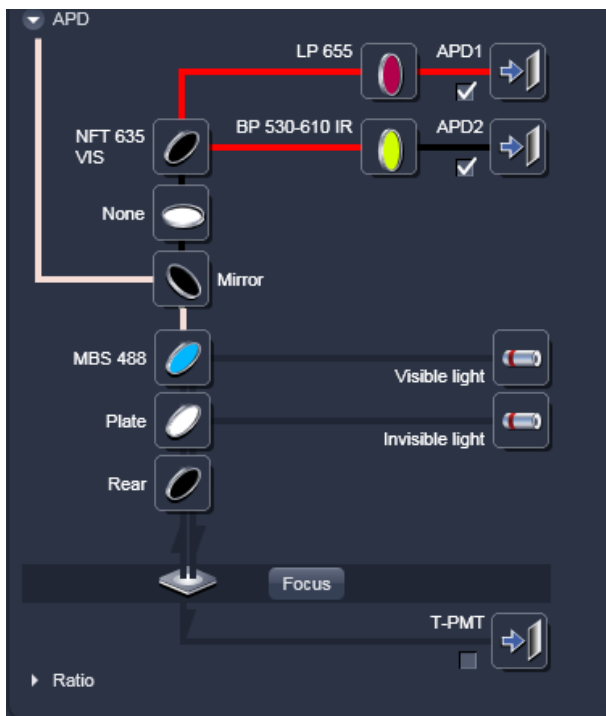 APD
LP 655 APD1
NFT 635 BP 530-610 IR APD2
VIS
None
Mirror
MBS 488
Visible light
Plate
Invisible light
Rear
Focus
T-PMT
Ratio